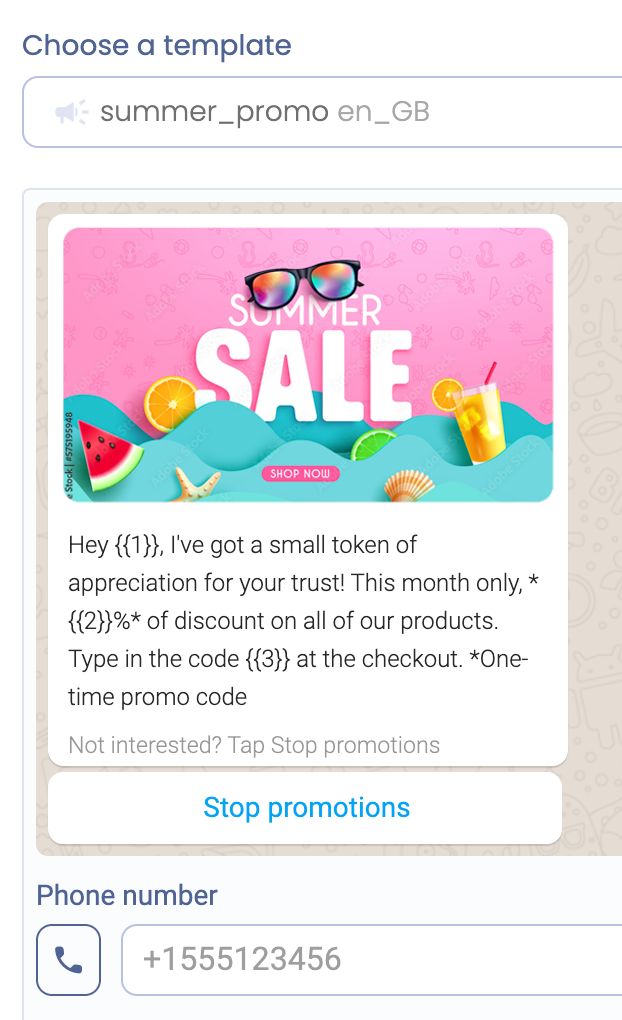 Choose a template
summer_promo en_GB
SUMMER
SALE
SHOP NOW
e Stock | #575195948
Hey {{1}}, I've got a small token of
appreciation for your trust! This month only, *
{{2}}%* of discount on all of our products.
Type in the code {{3}} at the checkout. *One-
time promo code
Not interested? Tap Stop promotions
Stop promotions
Phone number
+1555123456